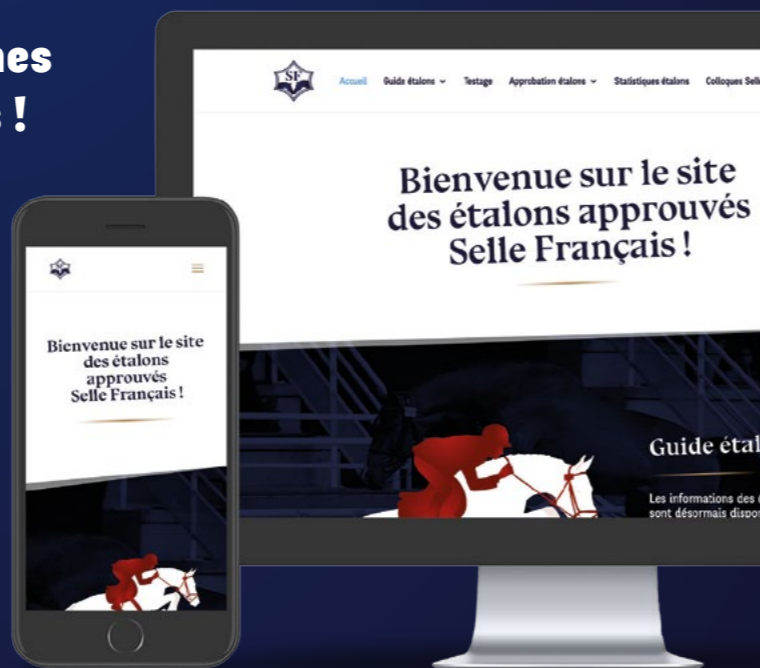 nes
s !
SF
Accueil Guide étalons Testage Approbation étalons Statistiques étalons Colloques Selle
Bienvenue sur le site
des étalons approuvés
Selle Français !
Guide étal
Les informations des
sont désormais dispon
SF
Bienvenue sur le site
des étalons
approuvés
Selle Français !